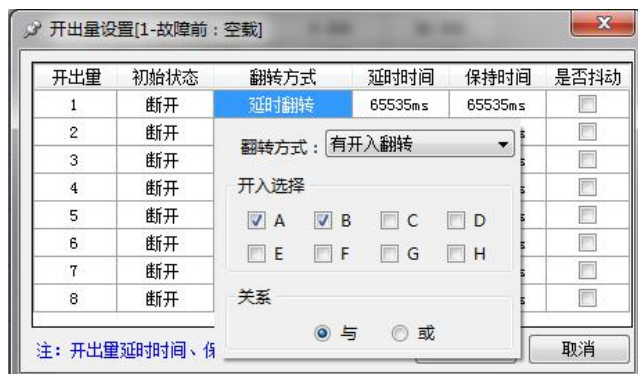 开出量设置[1-故障前：空载]
开出量 初始状态 翻转方式 延时时间 保持时间 是否抖动
1 断开 延时翻转 65535ms 65535ms
2 断开
翻转方式：有开入翻转
3 断开
4 断开
开入选择
5 断开
A B C D
6 断开
E F G H
7 断开
8 断开
关系
与 或
注：开出量延时时间、保
取消